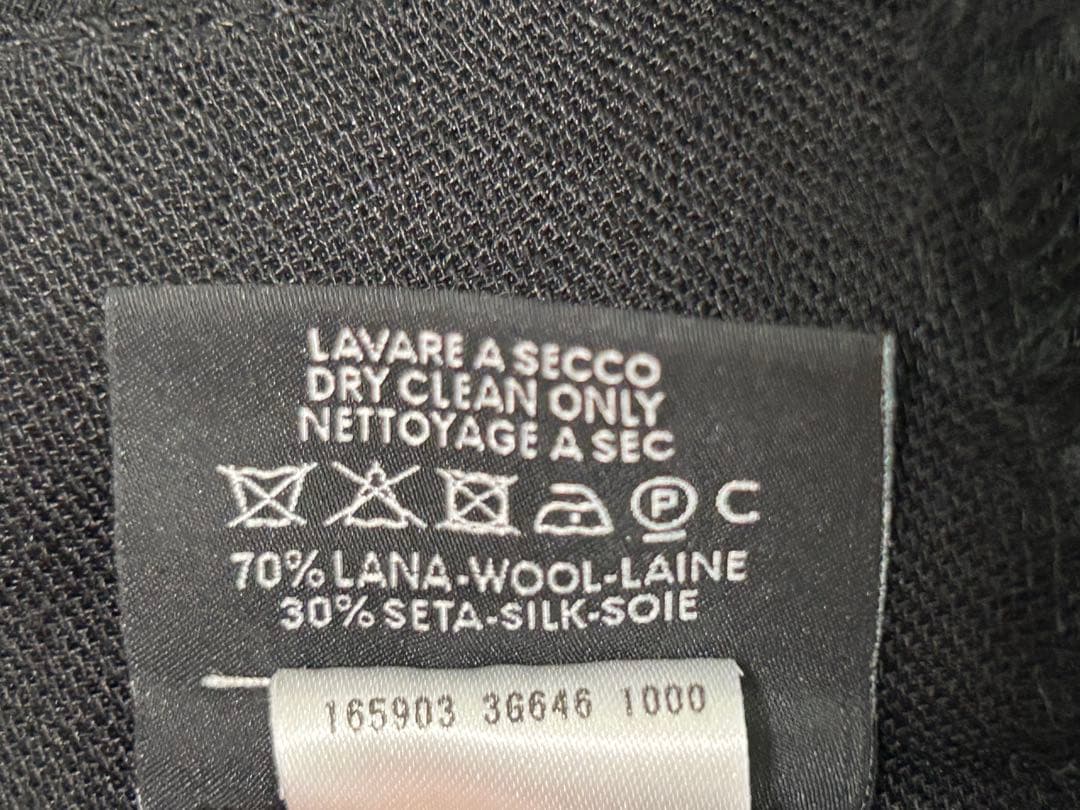 LAVARE A SECCO
DRY CLEAN ONLY
NETTOYAGE A SEC
P C
70% LANA-WOOL-LAINE
30% SETA-SILK-SOIE
165903 3G646 1000